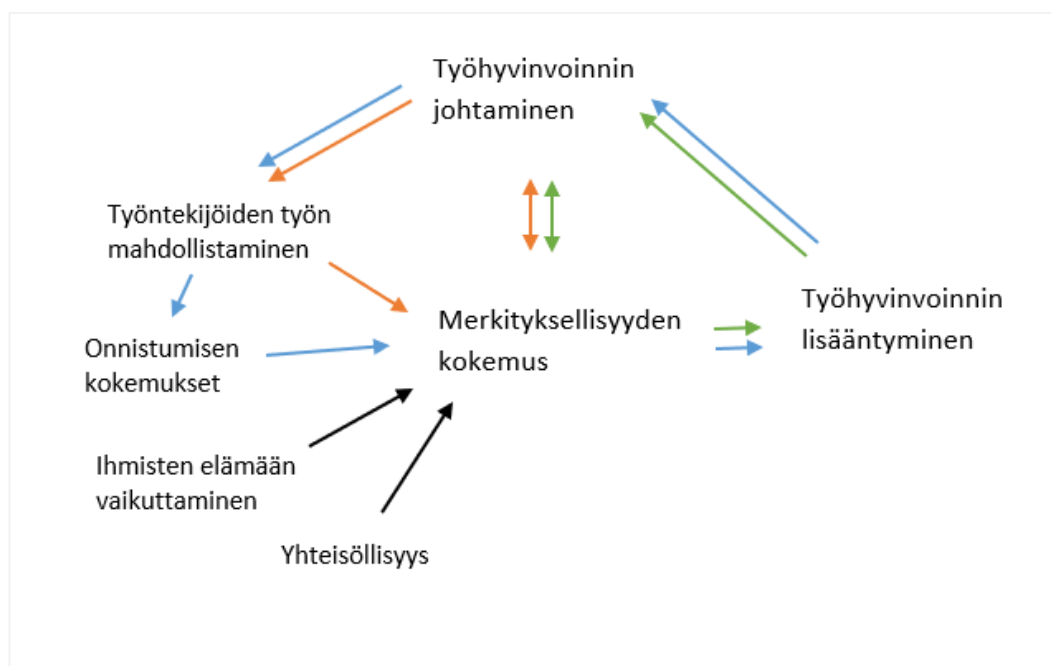 Työhyvinvoinnin
johtaminen
Työntekijöiden työn
mahdollistaminen
Työhyvinvoinnin
lisääntyminen
Merkityksellisyyden
kokemus
Onnistumisen
kokemukset
Ihmisten elämään
vaikuttaminen
Yhteisöllisyys